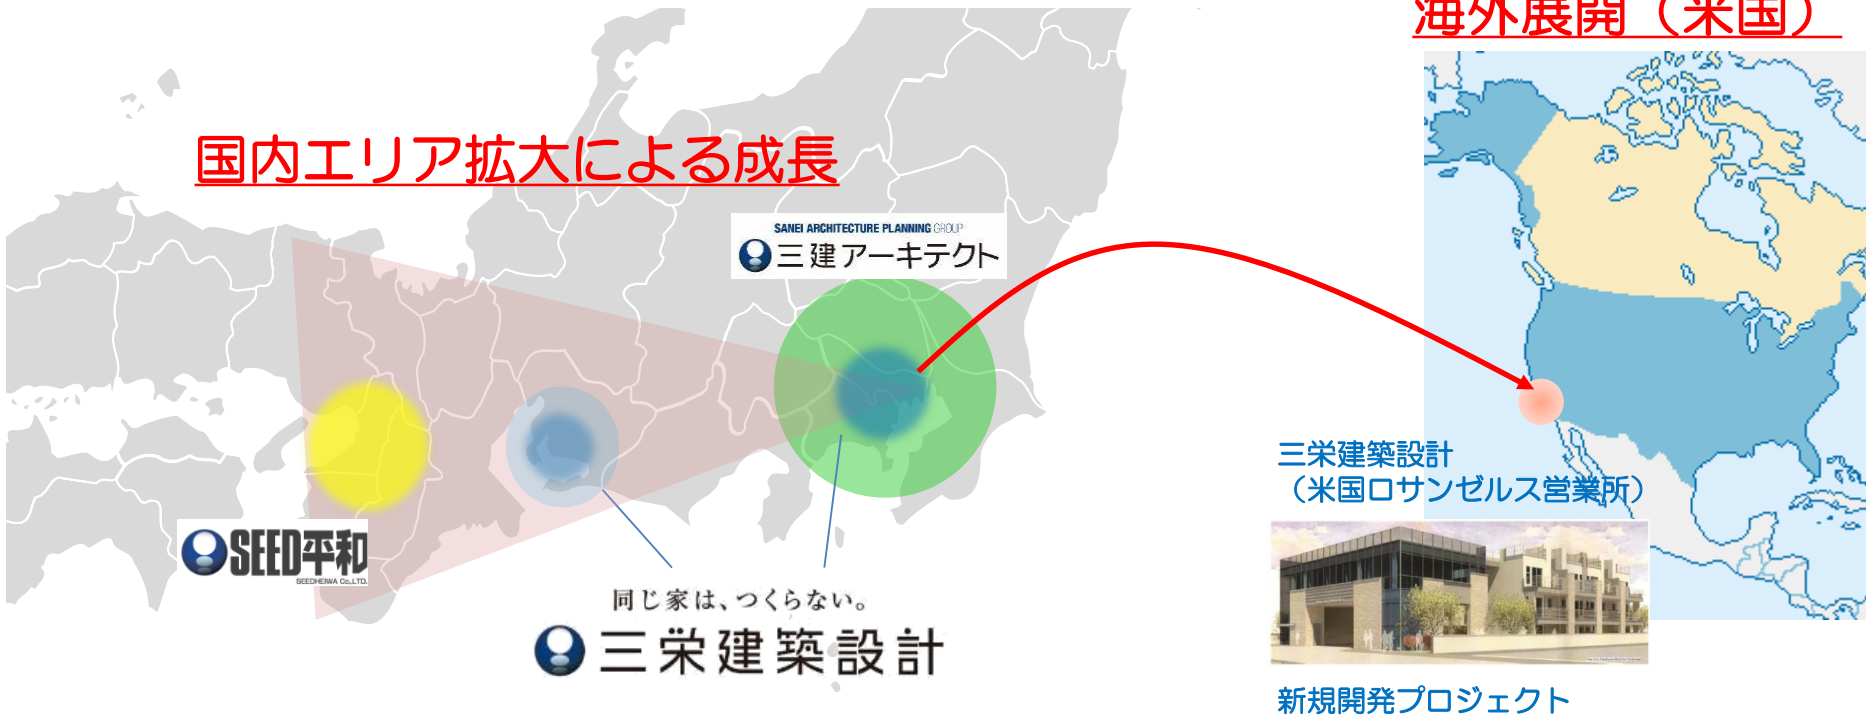 海外展開（米国）
国内エリア拡大による成長
SANEI ARCHITECTURE PLANNING GROUP
三建アーキテクト
三栄建築設計
（米国ロサンゼルス営業所）
SEED平和
SEEDHEIWA Co.,LTD.
同じ家は、つくらない。
三栄建築設計
新規開発プロジェクト